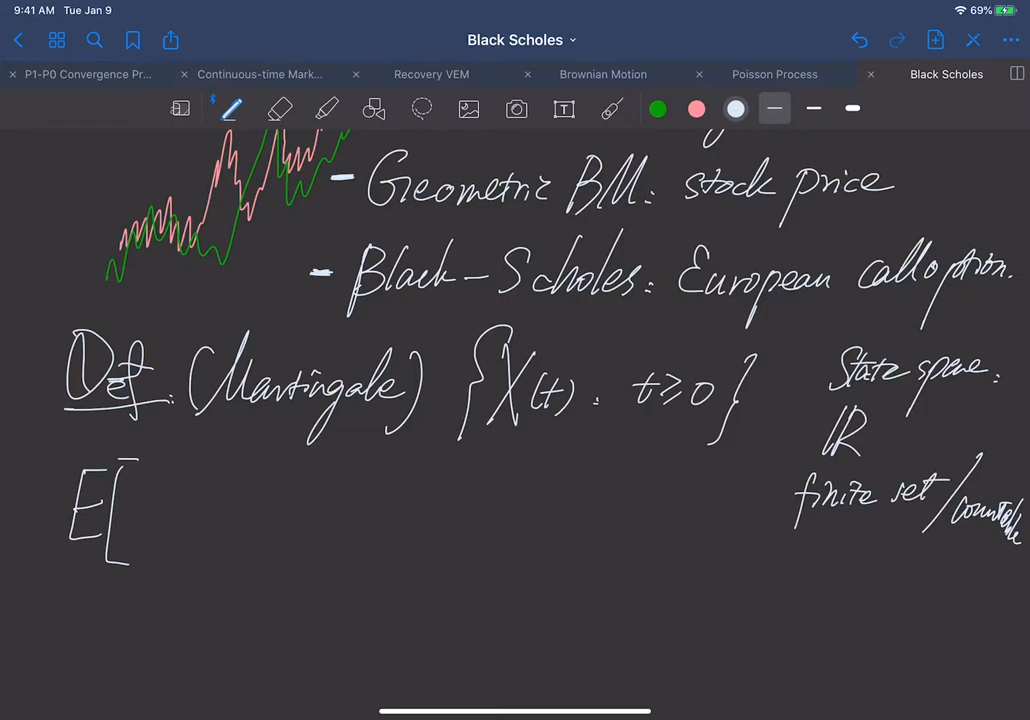 9:41 AM Tue Jan 9 69%
Black Scholes
P1-P0 Convergence Pr... Continuous-time Mark... Recovery VEM Brownian Motion Poisson Process Black Scholes
- Geometric BM: stock price
- Black-Scholes: European call option.
Def: (Martingale) {X(t): t≥0} State space:
IR
finite set/countable
E[